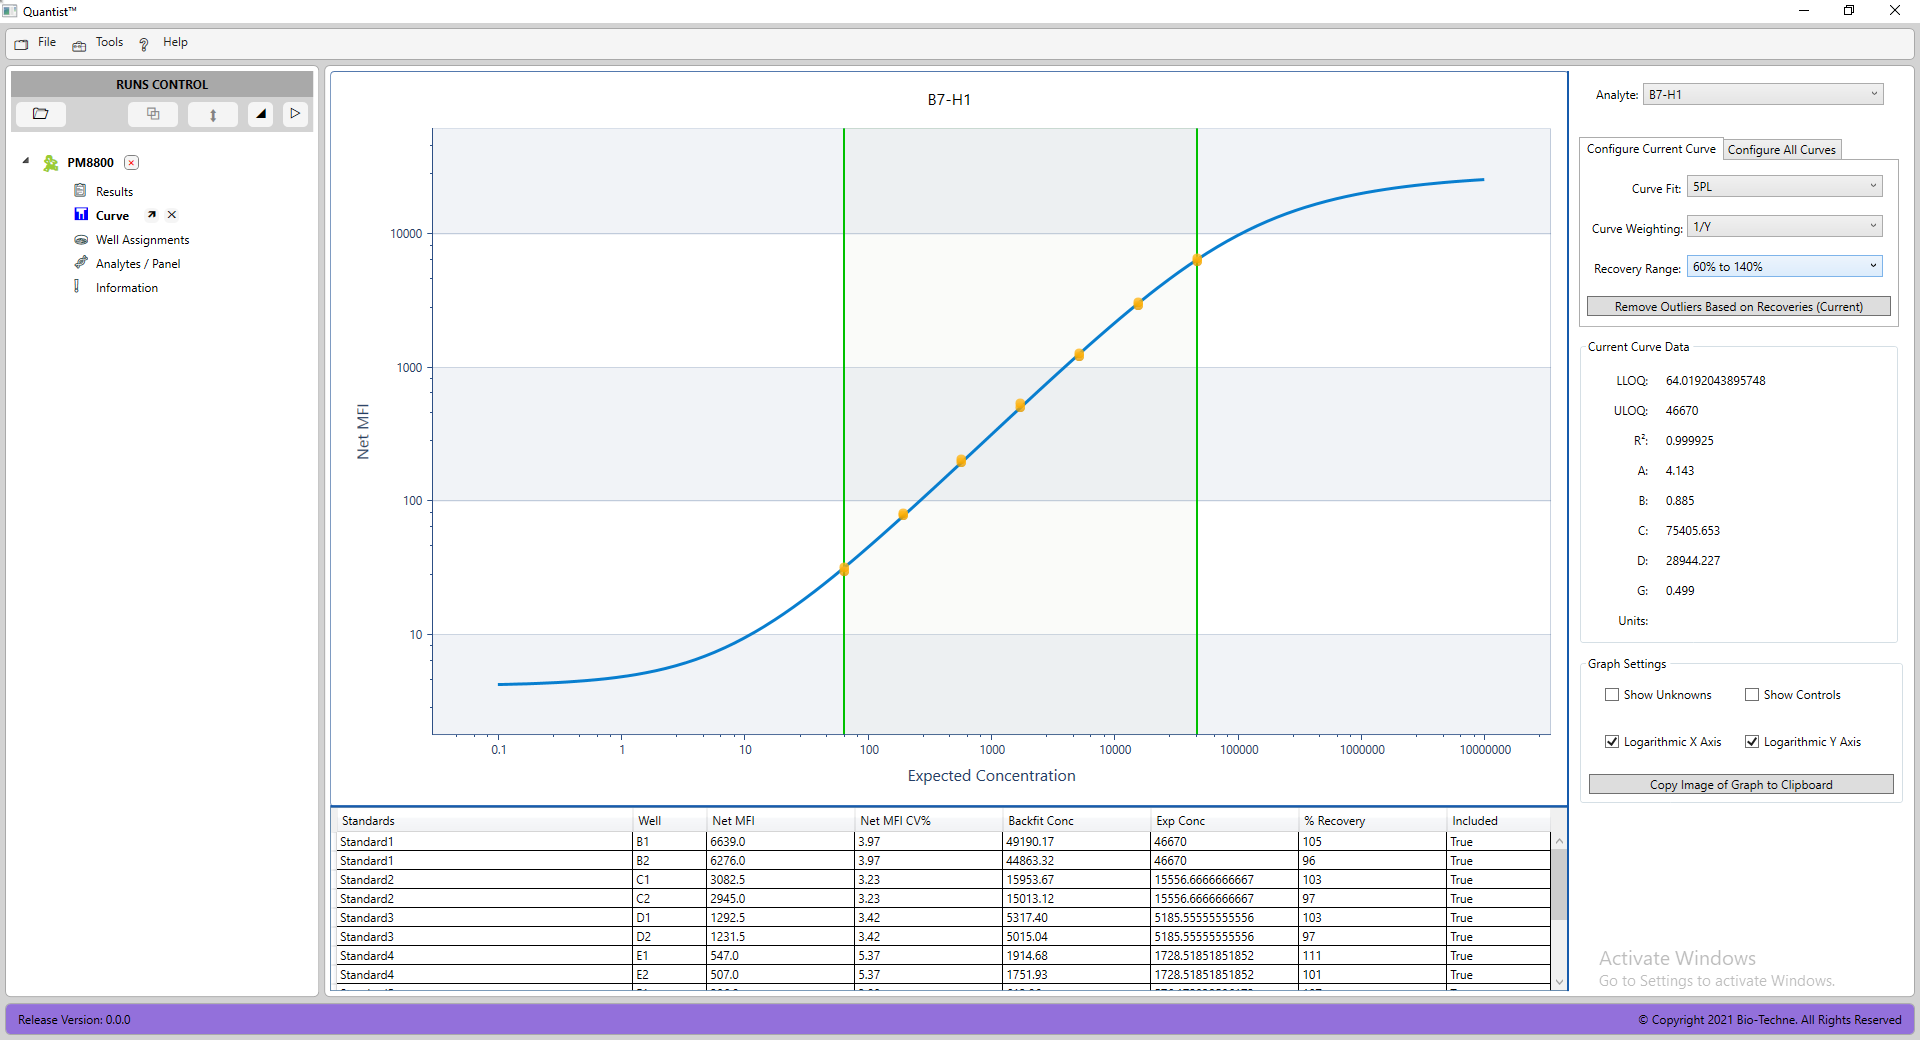 Quantist™
File Tools Help
RUNS CONTROL
PM8800
Results
Curve
Well Assignments
Analytes / Panel
Information
B7-H1
Net MFI
10000
1000
100
10
0.1 1 10 100 1000 10000 100000 1000000 10000000
Expected Concentration
Standards Well Net MFI Net MFI CV% Backfit Conc Exp Conc % Recovery Included
Standard1 B1 6639.0 3.97 49190.17 46670 105 True
Standard1 B2 6276.0 3.97 44863.32 46670 96 True
Standard2 C1 3082.5 3.23 15953.67 15556.6666666667 103 True
Standard2 C2 2945.0 3.23 15013.12 15556.6666666667 97 True
Standard3 D1 1292.5 3.42 5317.40 5185.55555555556 103 True
Standard3 D2 1231.5 3.42 5015.04 5185.55555555556 97 True
Standard4 E1 547.0 5.37 1914.68 1728.51851851852 111 True
Standard4 E2 507.0 5.37 1751.93 1728.51851851852 101 True
Analyte: B7-H1
Configure Current Curve Configure All Curves
Curve Fit: 5PL
Curve Weighting: 1/Y
Recovery Range: 60% to 140%
Remove Outliers Based on Recoveries (Current)
Current Curve Data
LLOQ: 64.0192043895748
ULOQ: 46670
R²: 0.999925
A: 4.143
B: 0.885
C: 75405.653
D: 28944.227
G: 0.499
Units:
Graph Settings
Show Unknowns Show Controls
Logarithmic X Axis Logarithmic Y Axis
Copy Image of Graph to Clipboard
Activate Windows
Go to Settings to activate Windows.
Release Version: 0.0.0
© Copyright 2021 Bio-Techne. All Rights Reserved